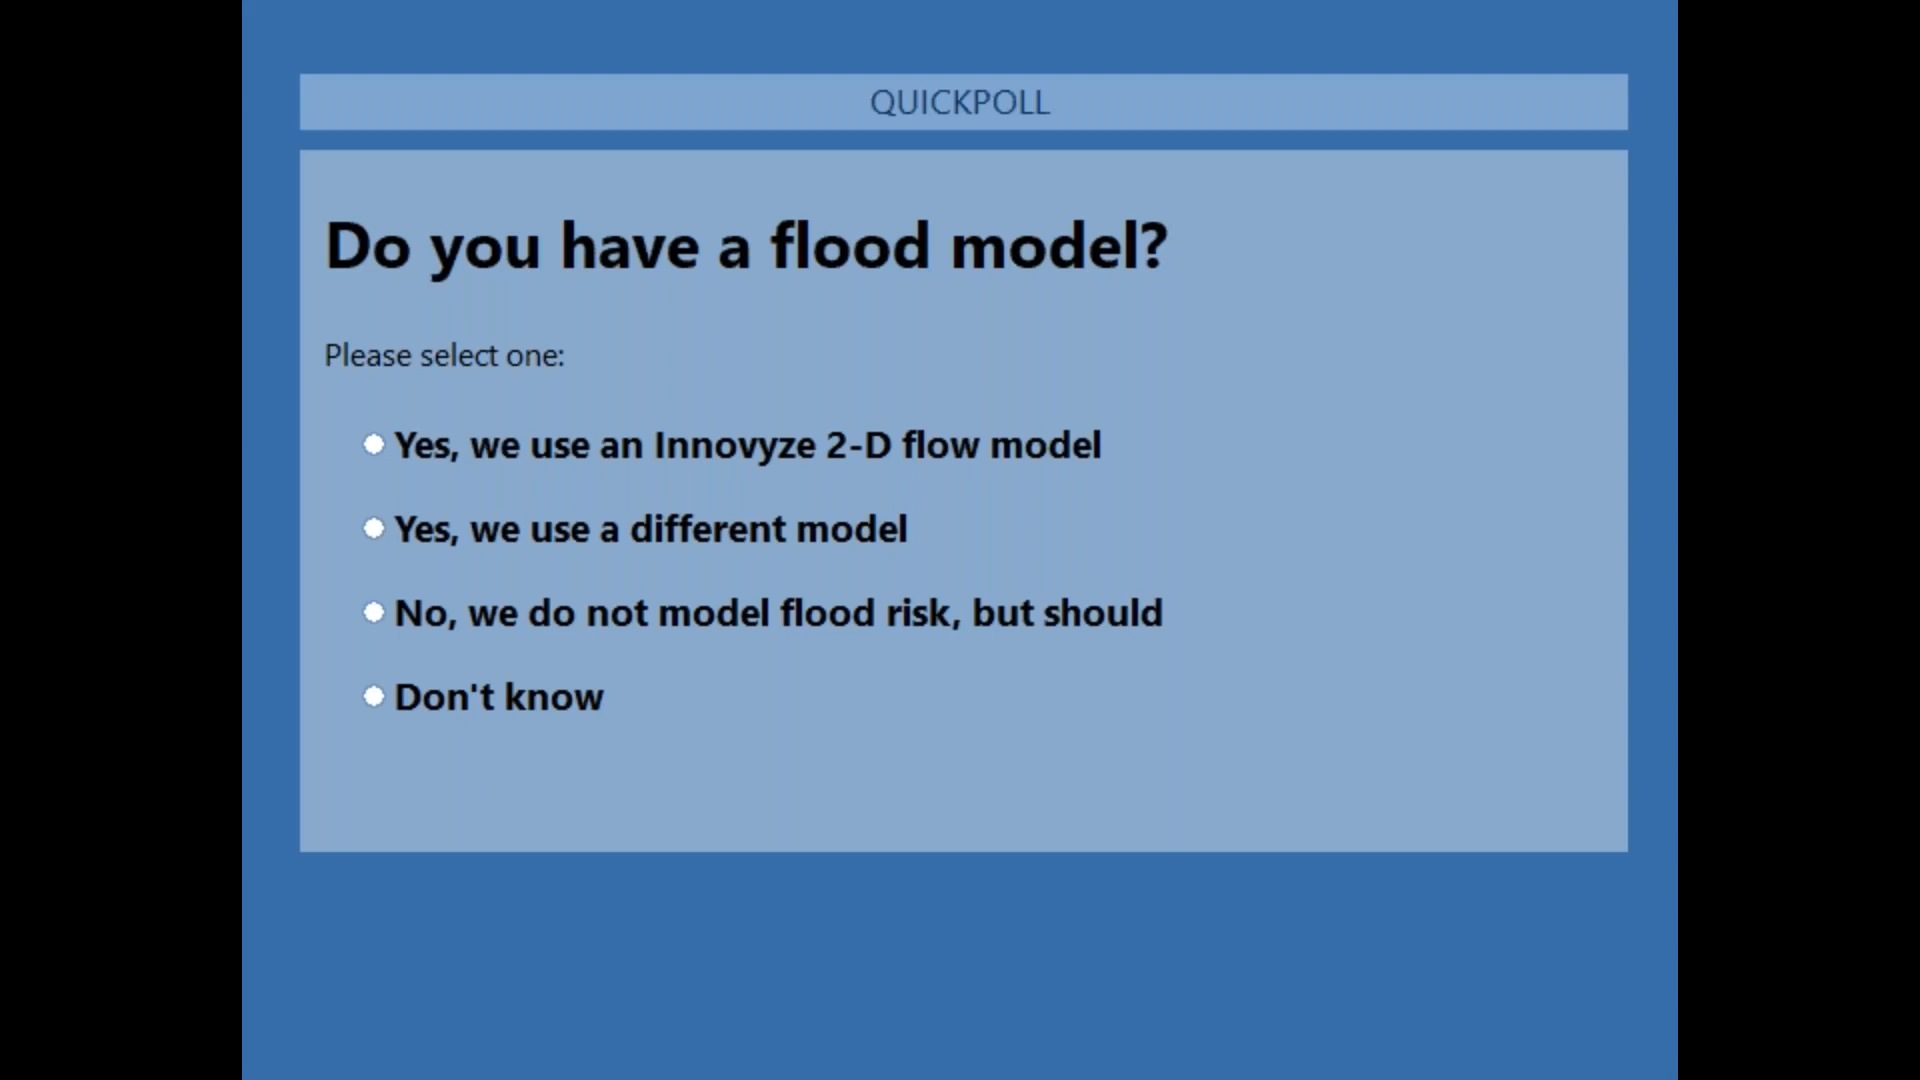 QUICKPOLL
Do you have a flood model?
Please select one:
Yes, we use an Innovyze 2-D flow model
Yes, we use a different model
No, we do not model flood risk, but should
Don't know